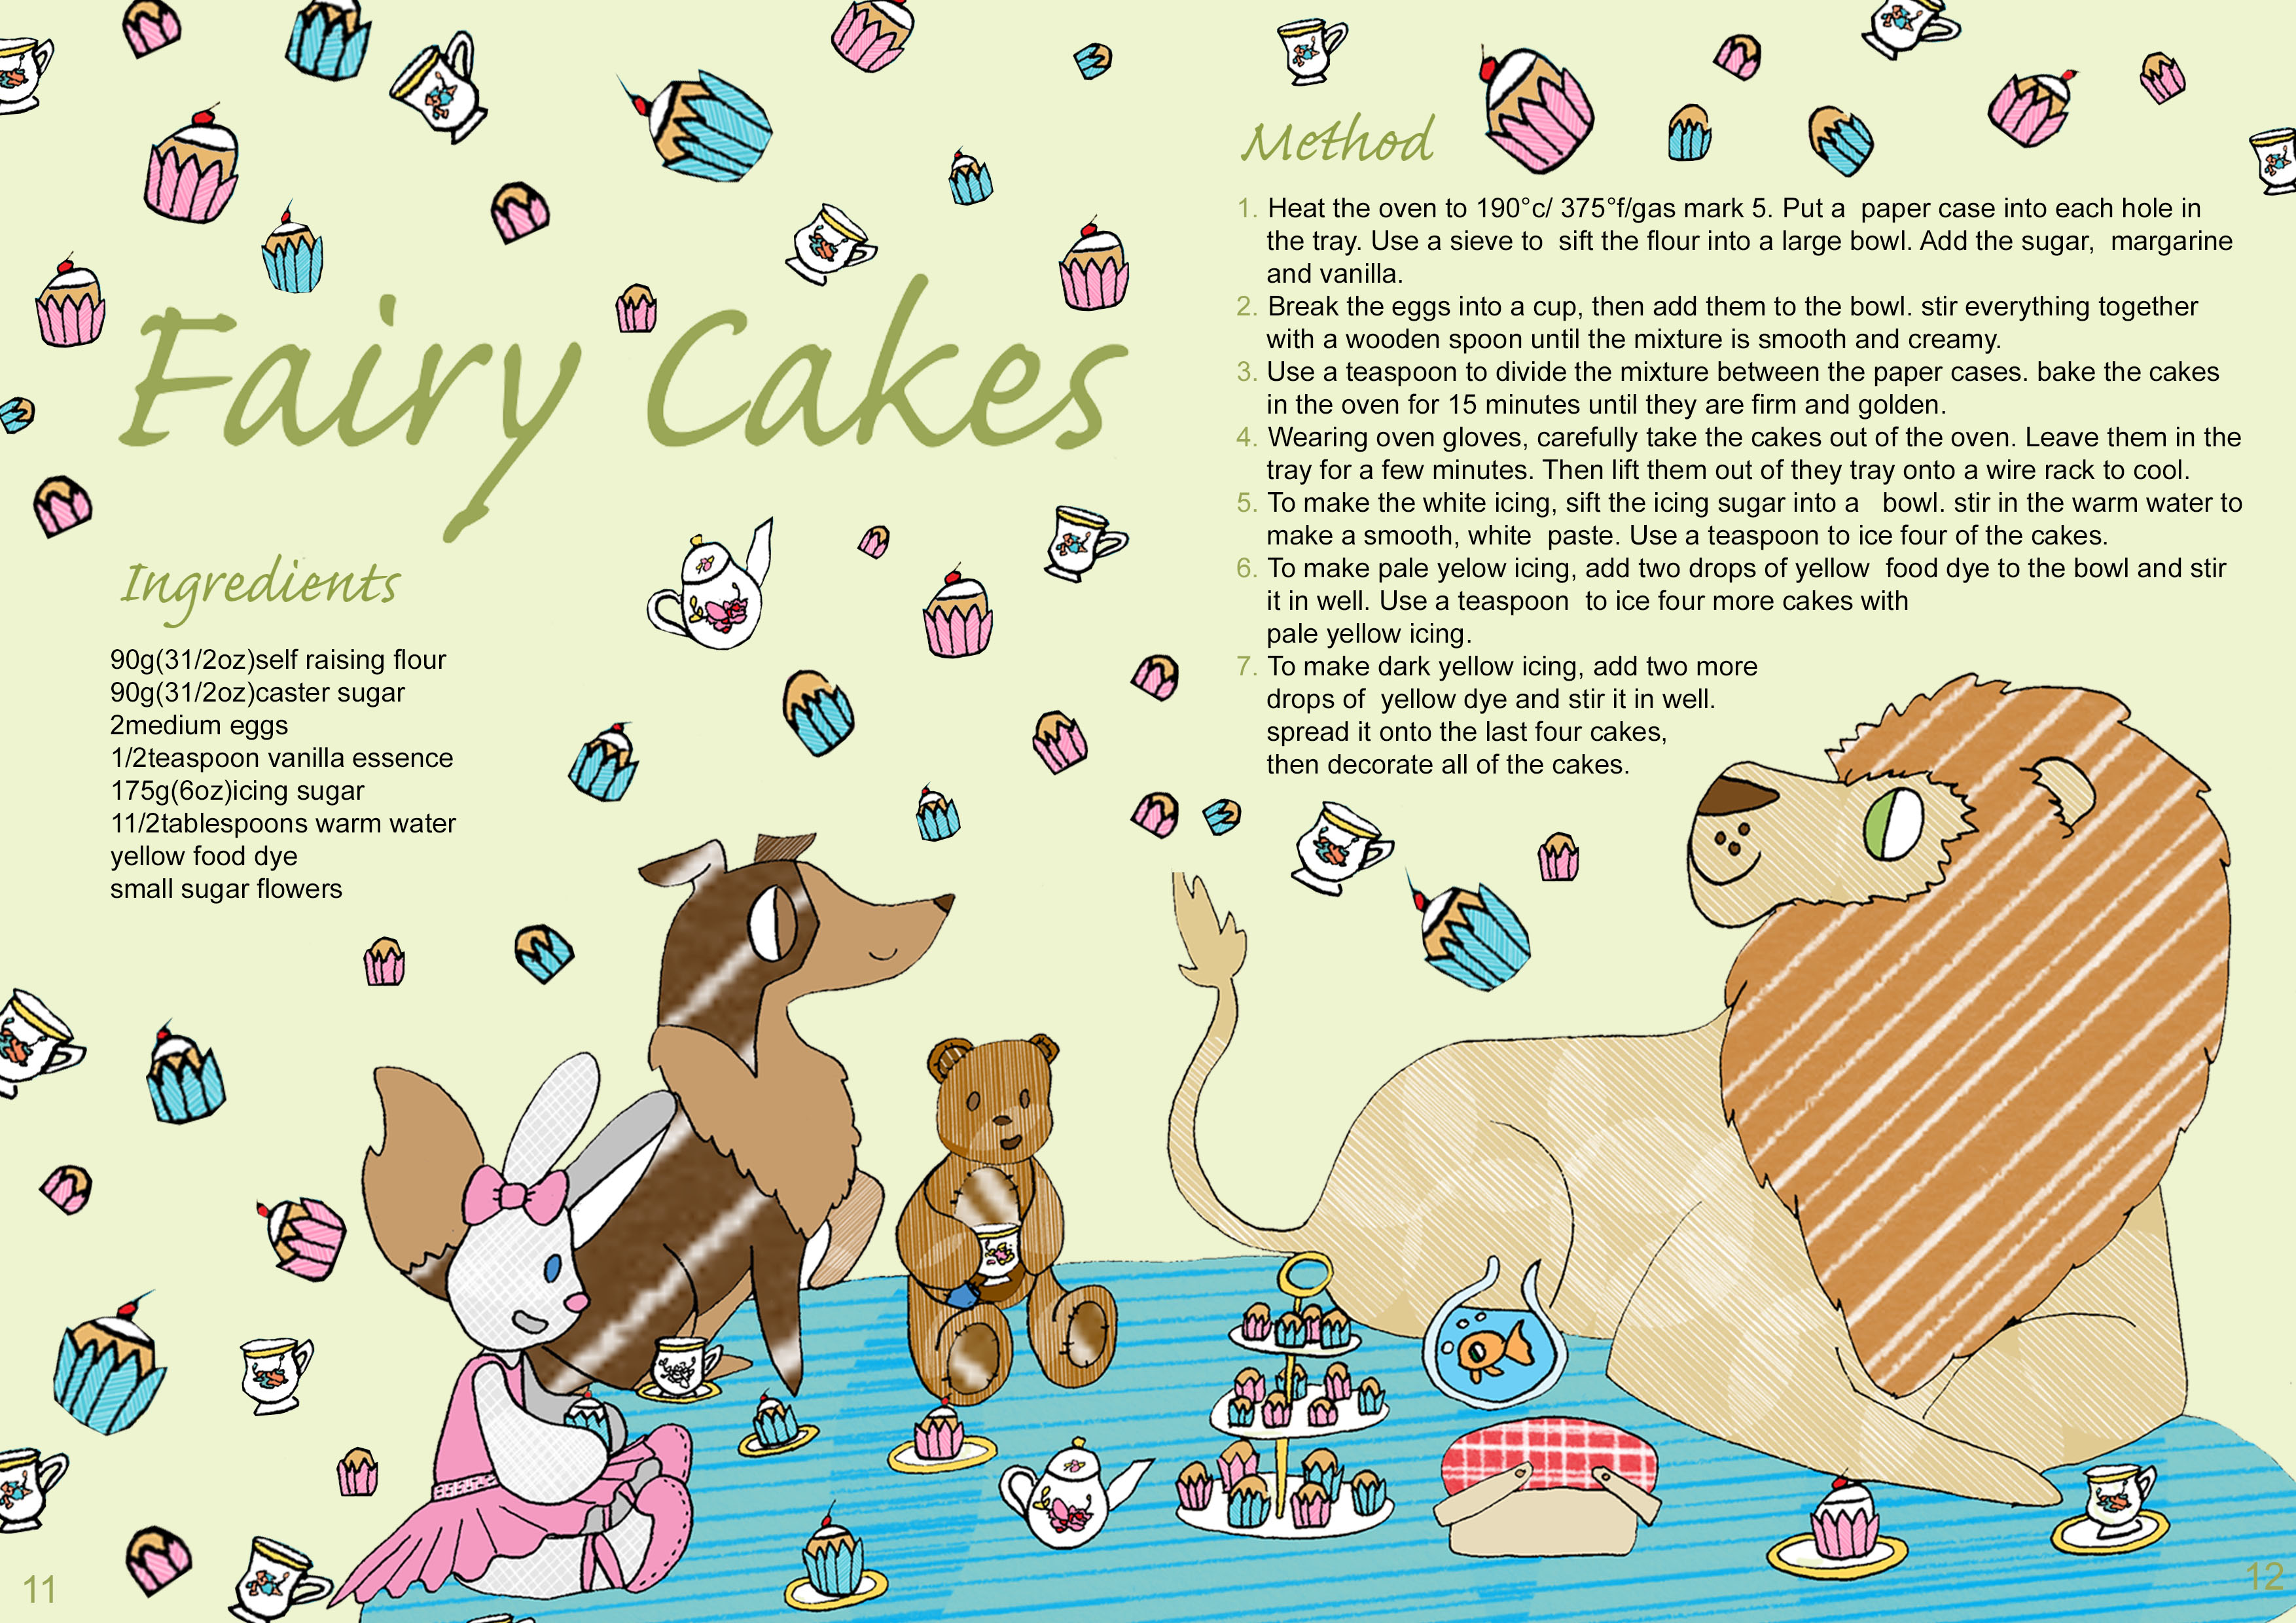 Fairy Cakes
Ingredients
90g(31/2oz)self raising flour
90g(31/2oz)caster sugar
2medium eggs
1/2teaspoon vanilla essence
175g(6oz)icing sugar
11/2tablespoons warm water
yellow food dye
small sugar flowers
11
Method
1. Heat the oven to 190°c/ 375°f/gas mark 5. Put a  paper case into each hole in
the tray. Use a sieve to  sift the flour into a large bowl. Add the sugar,  margarine
and vanilla.
2. Break the eggs into a cup, then add them to the bowl. stir everything together
with a wooden spoon until the mixture is smooth and creamy.
3. Use a teaspoon to divide the mixture between the paper cases. bake the cakes
in the oven for 15 minutes until they are firm and golden.
4. Wearing oven gloves, carefully take the cakes out of the oven. Leave them in the
tray for a few minutes. Then lift them out of they tray onto a wire rack to cool.
5. To make the white icing, sift the icing sugar into a   bowl. stir in the warm water to
make a smooth, white  paste. Use a teaspoon to ice four of the cakes.
6. To make pale yelow icing, add two drops of yellow  food dye to the bowl and stir
it in well. Use a teaspoon  to ice four more cakes with
pale yellow icing.
7. To make dark yellow icing, add two more
drops of  yellow dye and stir it in well.
spread it onto the last four cakes,
then decorate all of the cakes.
12